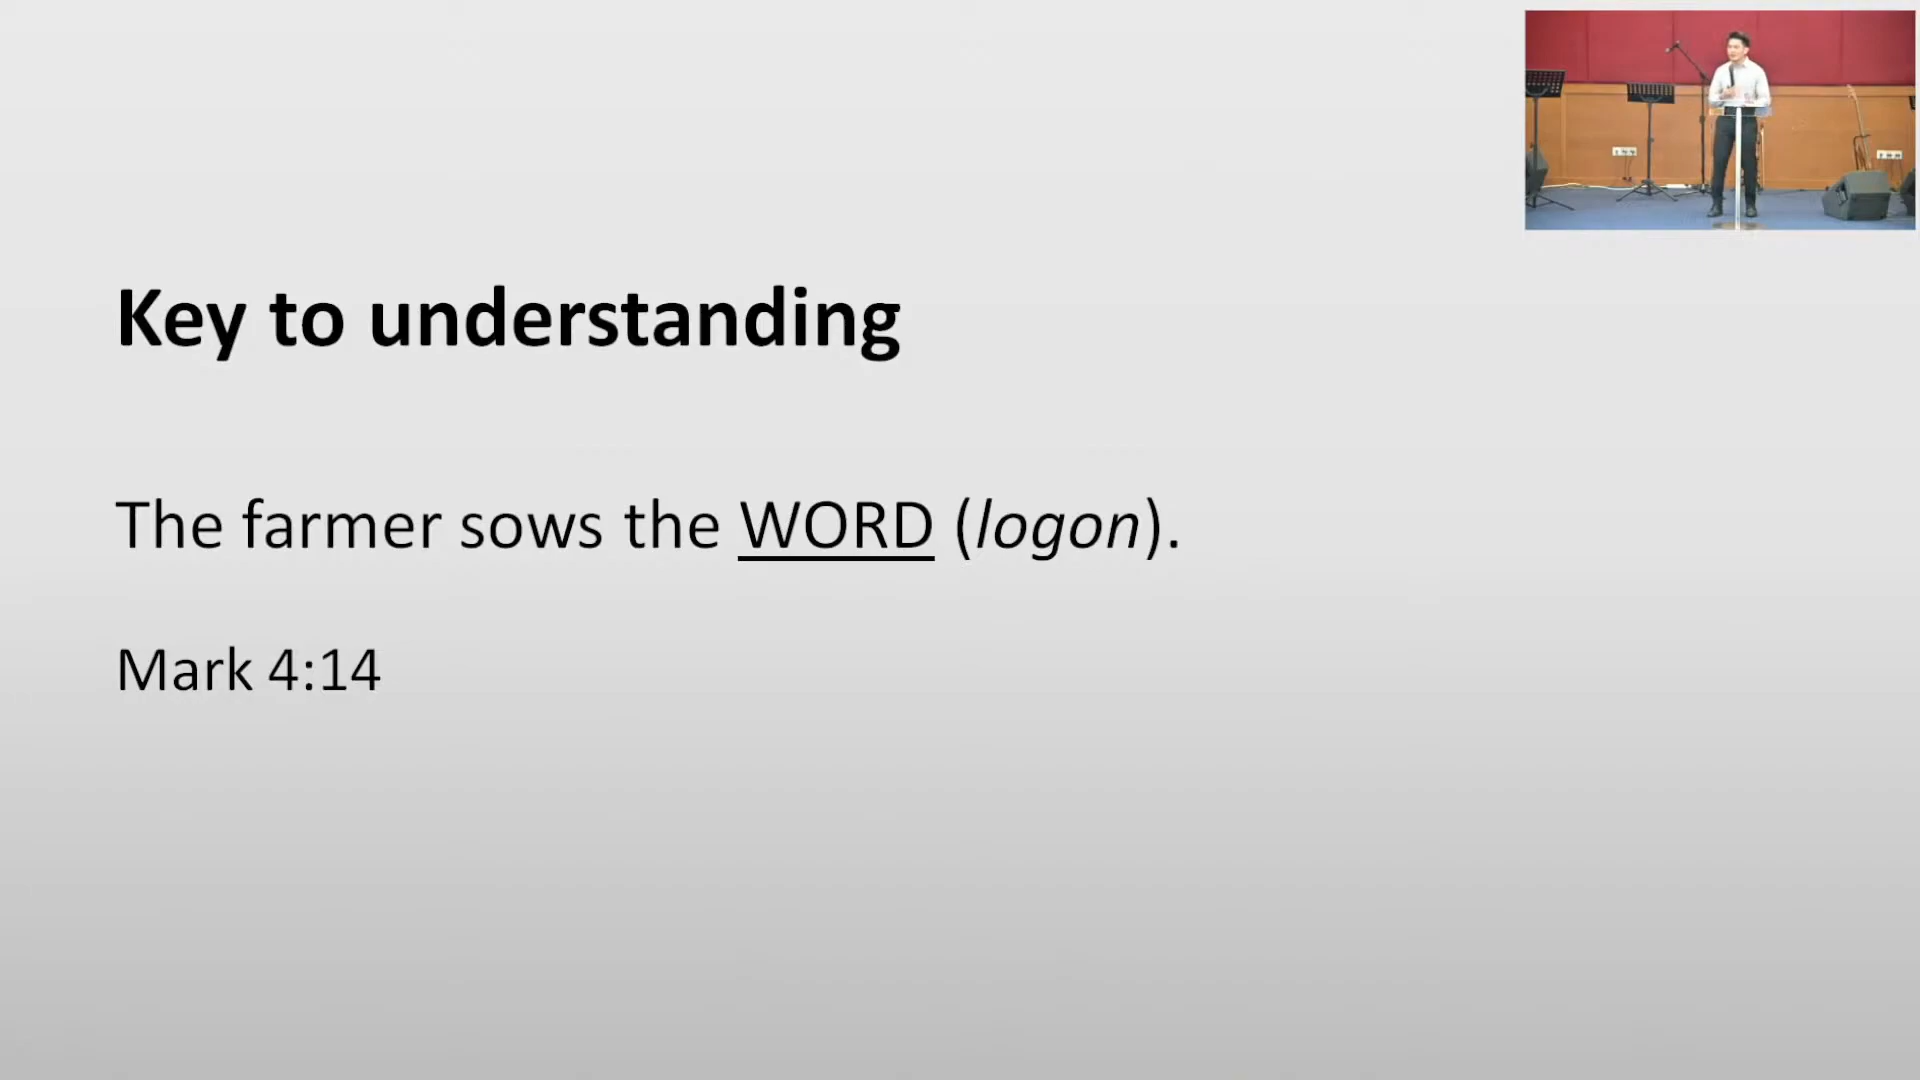 Key to understanding
The farmer sows the WORD (logon).
Mark 4:14